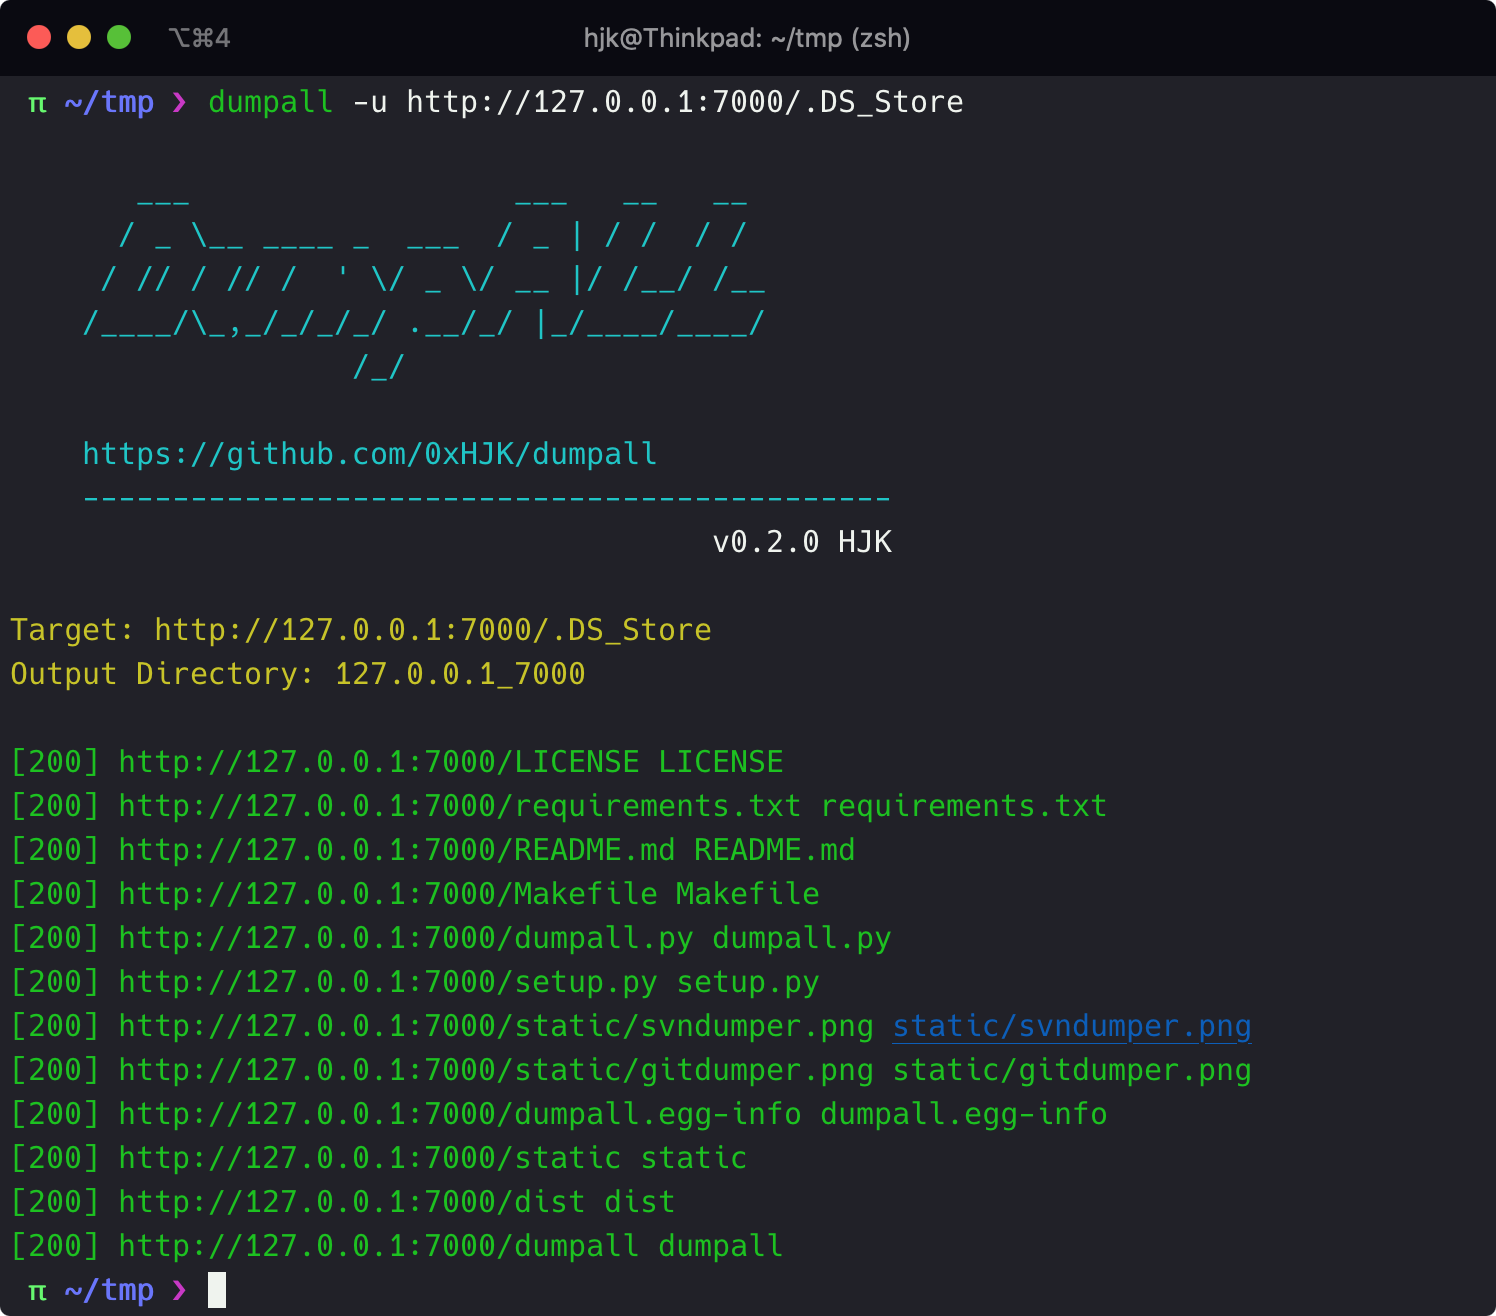 ⌥⌘4 hjk@Thinkpad: ~/tmp (zsh)
π ~/tmp ❯ dumpall -u http://127.0.0.1:7000/.DS_Store
   ___                  ___   __   __
  / _ \__ ____ _  ___  / _ | / /  / /
 / // / // /  ' \/ _ \/ __ |/ /__/ /__
/____/\_,_/_/_/_/ .__/_/ |_/____/____/
               /_/
https://github.com/0xHJK/dumpall
---------------------------------------------
v0.2.0 HJK
Target: http://127.0.0.1:7000/.DS_Store
Output Directory: 127.0.0.1_7000
[200] http://127.0.0.1:7000/LICENSE LICENSE
[200] http://127.0.0.1:7000/requirements.txt requirements.txt
[200] http://127.0.0.1:7000/README.md README.md
[200] http://127.0.0.1:7000/Makefile Makefile
[200] http://127.0.0.1:7000/dumpall.py dumpall.py
[200] http://127.0.0.1:7000/setup.py setup.py
[200] http://127.0.0.1:7000/static/svndumper.png static/svndumper.png
[200] http://127.0.0.1:7000/static/gitdumper.png static/gitdumper.png
[200] http://127.0.0.1:7000/dumpall.egg-info dumpall.egg-info
[200] http://127.0.0.1:7000/static static
[200] http://127.0.0.1:7000/dist dist
[200] http://127.0.0.1:7000/dumpall dumpall
π ~/tmp ❯